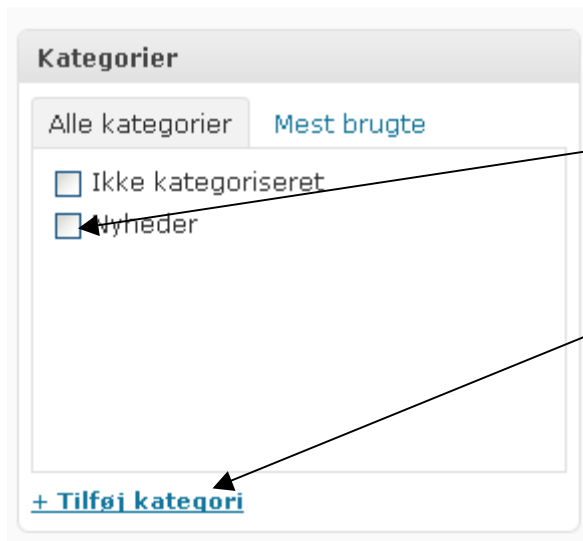 Kategorier
Alle kategorier Mest brugte
Ikke kategoriseret
Nyheder
+ Tilføj kategori